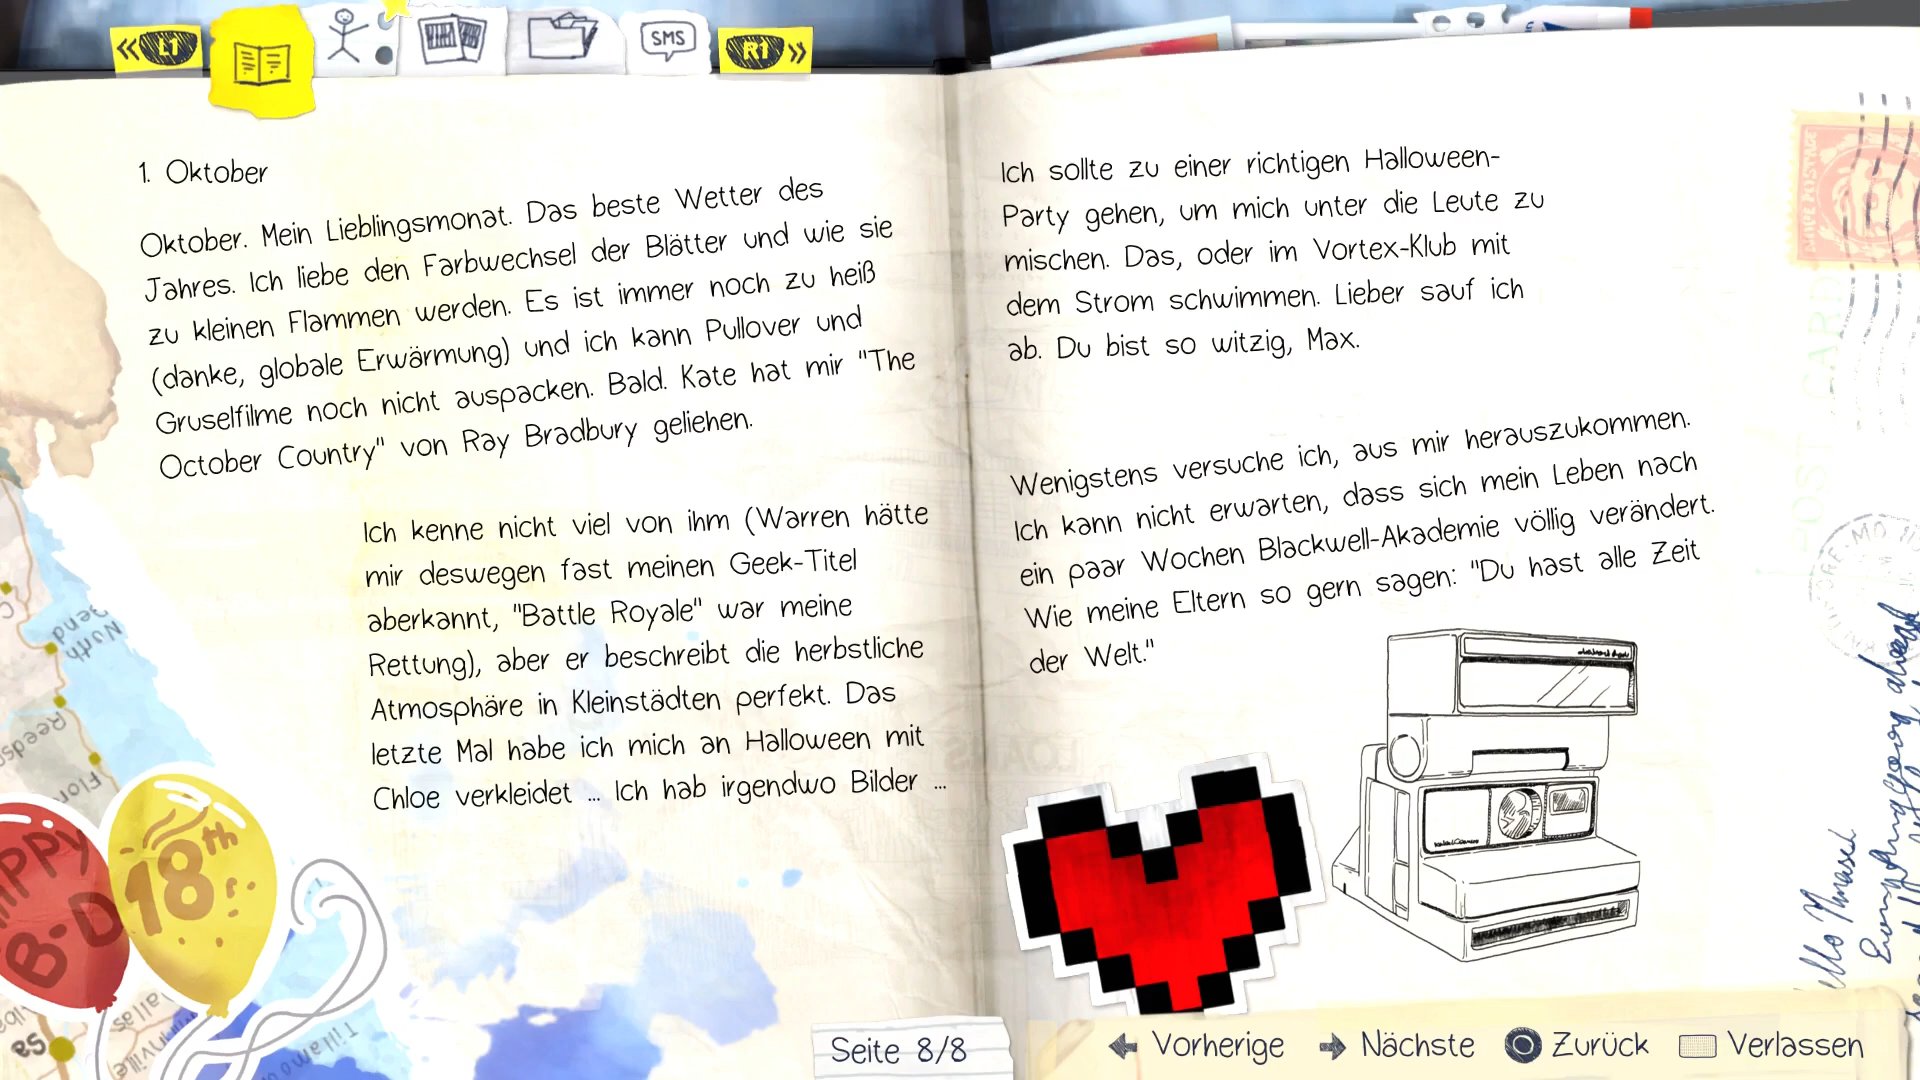 L1
SMS
R1
1. Oktober
Oktober. Mein Lieblingsmonat. Das beste Wetter des
Jahres. Ich liebe den Farbwechsel der Blätter und wie sie
zu kleinen Flammen werden. Es ist immer noch zu heiß
(danke, globale Erwärmung) und ich kann Pullover und
Gruselfilme noch nicht auspacken. Bald. Kate hat mir "The
October Country" von Ray Bradbury geliehen.
Ich kenne nicht viel von ihm (Warren hätte
mir deswegen fast meinen Geek-Titel
aberkannt, "Battle Royale" war meine
Rettung), aber er beschreibt die herbstliche
Atmosphäre in Kleinstädten perfekt. Das
letzte Mal habe ich mich an Halloween mit
Chloe verkleidet ... Ich hab irgendwo Bilder ...
Ich sollte zu einer richtigen Halloween-
Party gehen, um mich unter die Leute zu
mischen. Das, oder im Vortex-Klub mit
dem Strom schwimmen. Lieber sauf ich
ab. Du bist so witzig, Max.
Wenigstens versuche ich, aus mir herauszukommen.
Ich kann nicht erwarten, dass sich mein Leben nach
ein paar Wochen Blackwell-Akademie völlig verändert.
Wie meine Eltern so gern sagen: "Du hast alle Zeit
der Welt."
POST CARD
North
Bend
B-D
18th
Seite 8/8
Vorherige
Nächste
Zurück
Verlassen